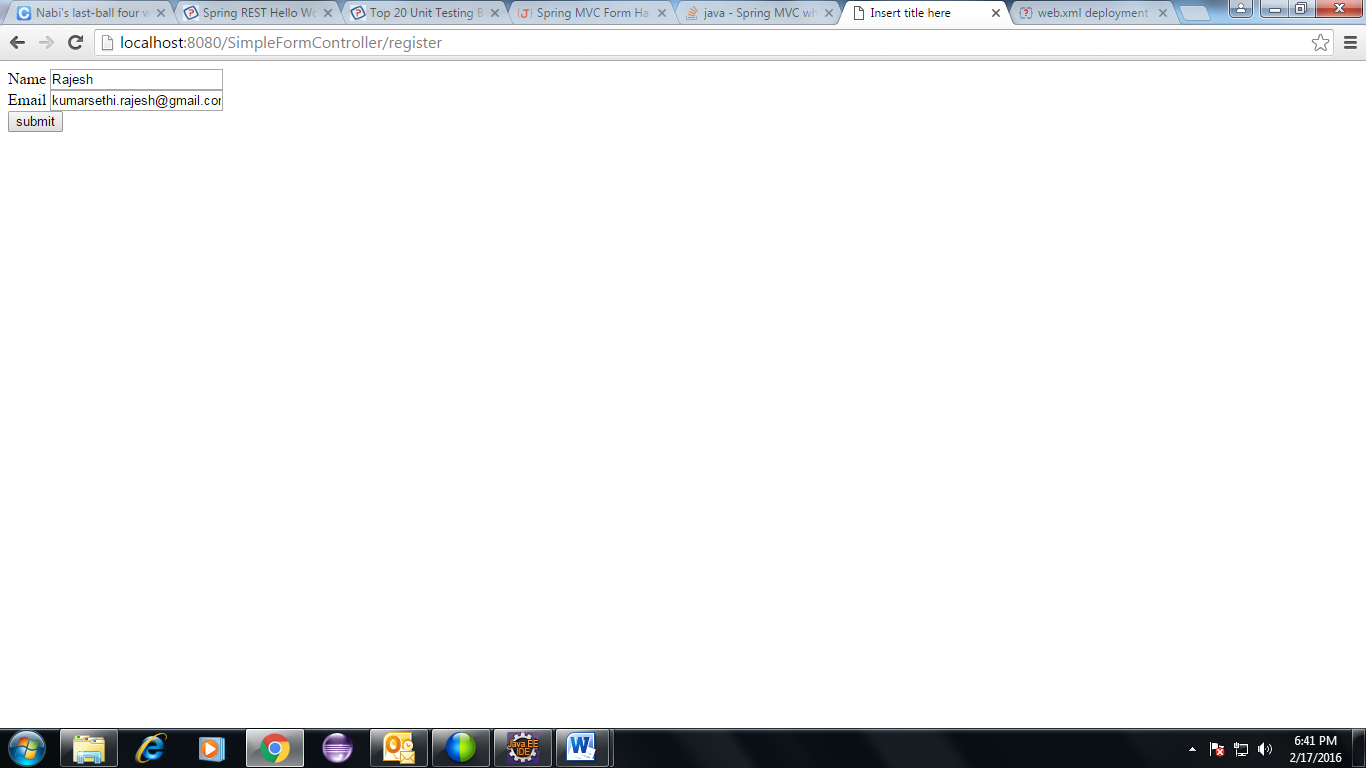 Nabi's last-ball four w
Spring REST Hello Wo
Top 20 Unit Testing B
Spring MVC Form Ha
java - Spring MVC wh
Insert title here
web.xml deployment
localhost:8080/SimpleFormController/register
Name Rajesh
Email kumarsethi.rajesh@gmail.com
submit
Java EE
IDE
6:41 PM
2/17/2016